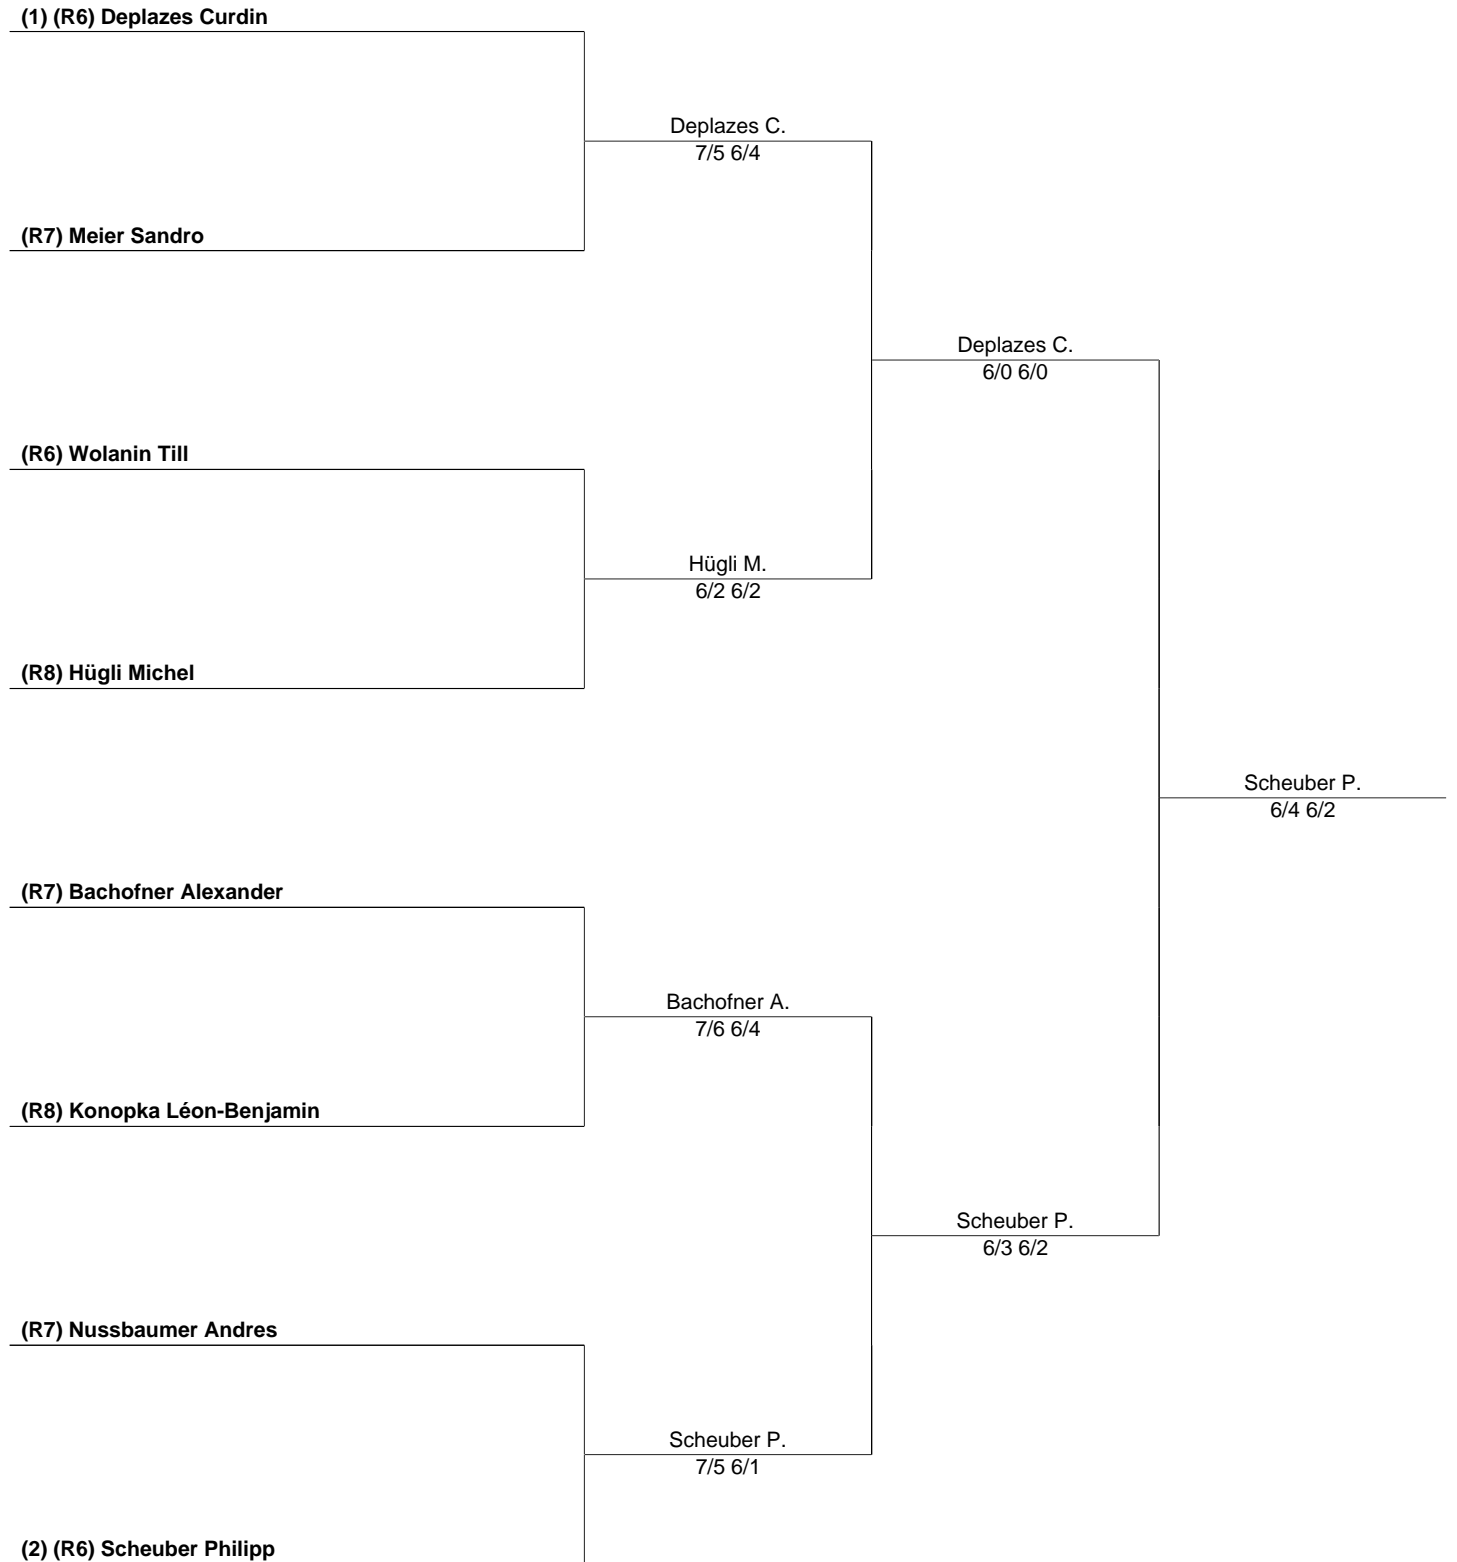 (1) (R6) Deplazes Curdin
Deplazes C.
7/5 6/4
(R7) Meier Sandro
Deplazes C.
6/0 6/0
(R6) Wolanin Till
Hügli M.
6/2 6/2
(R8) Hügli Michel
Scheuber P.
6/4 6/2
(R7) Bachofner Alexander
Bachofner A.
7/6 6/4
(R8) Konopka Léon-Benjamin
Scheuber P.
6/3 6/2
(R7) Nussbaumer Andres
Scheuber P.
7/5 6/1
(2) (R6) Scheuber Philipp